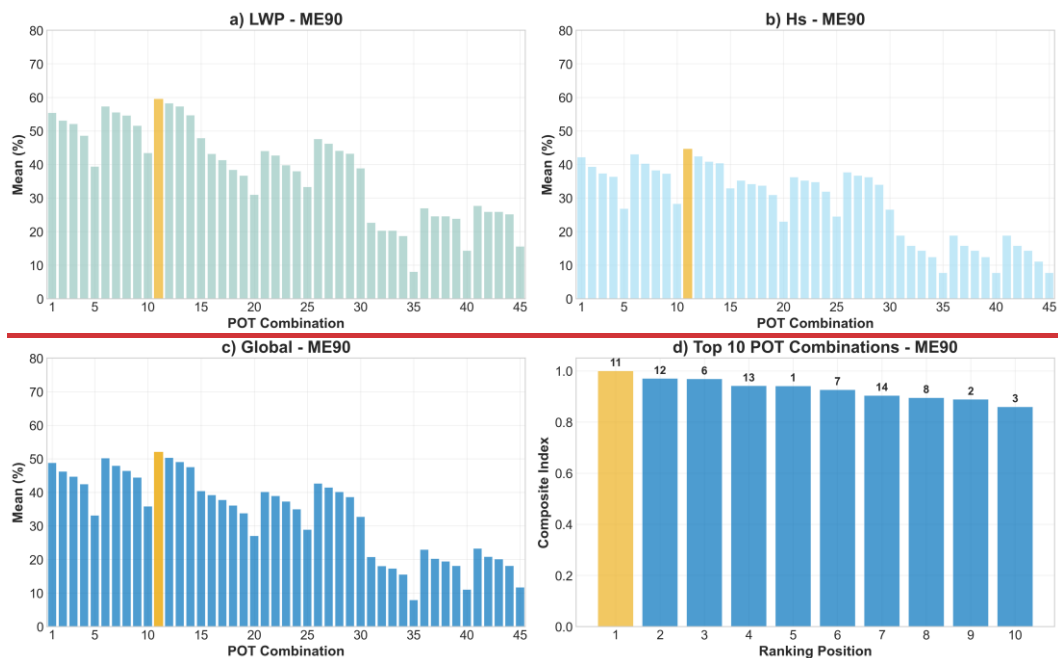 a) LWP - ME90
Mean (%)
80
70
60
50
40
30
20
10
0
1 5 10 15 20 25 30 35 40 45
POT Combination
b) Hs - ME90
Mean (%)
80
70
60
50
40
30
20
10
0
1 5 10 15 20 25 30 35 40 45
POT Combination
c) Global - ME90
Mean (%)
80
70
60
50
40
30
20
10
0
1 5 10 15 20 25 30 35 40 45
POT Combination
d) Top 10 POT Combinations - ME90
Composite Index
1.0
0.8
0.6
0.4
0.2
0.0
11 12 6 13 1 7 14 8 2 3
1 2 3 4 5 6 7 8 9 10
Ranking Position